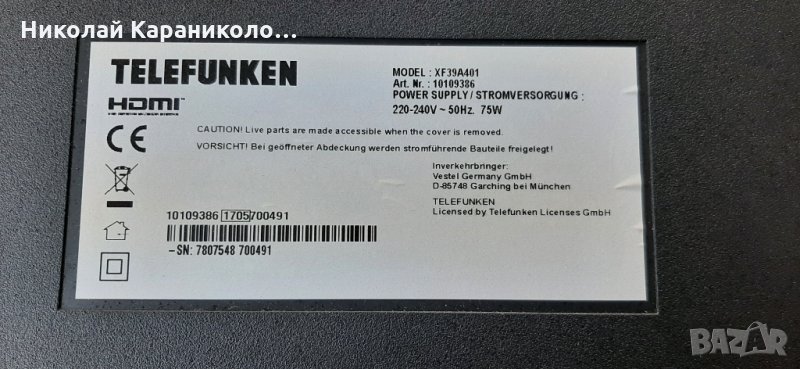 Николай Караниколо...
TELEFUNKEN
HDMI
MODEL : XF39A401
Art. Nr. : 10109386
POWER SUPPLY / STROMVERSORGUNG :
220-240V ~ 50Hz. 75W
CE
CAUTION! Live parts are made accessible when the cover is removed.
VORSICHT! Bei geöffneter Abdeckung werden stromführende Bauteile freigelegt!
Inverkehrbringer:
Vestel Germany GmbH
D-85748 Garching bei München
TELEFUNKEN
Licensed by Telefunken Licenses GmbH
10109386 1705 700491
-SN: 7807548 700491
BAZAR